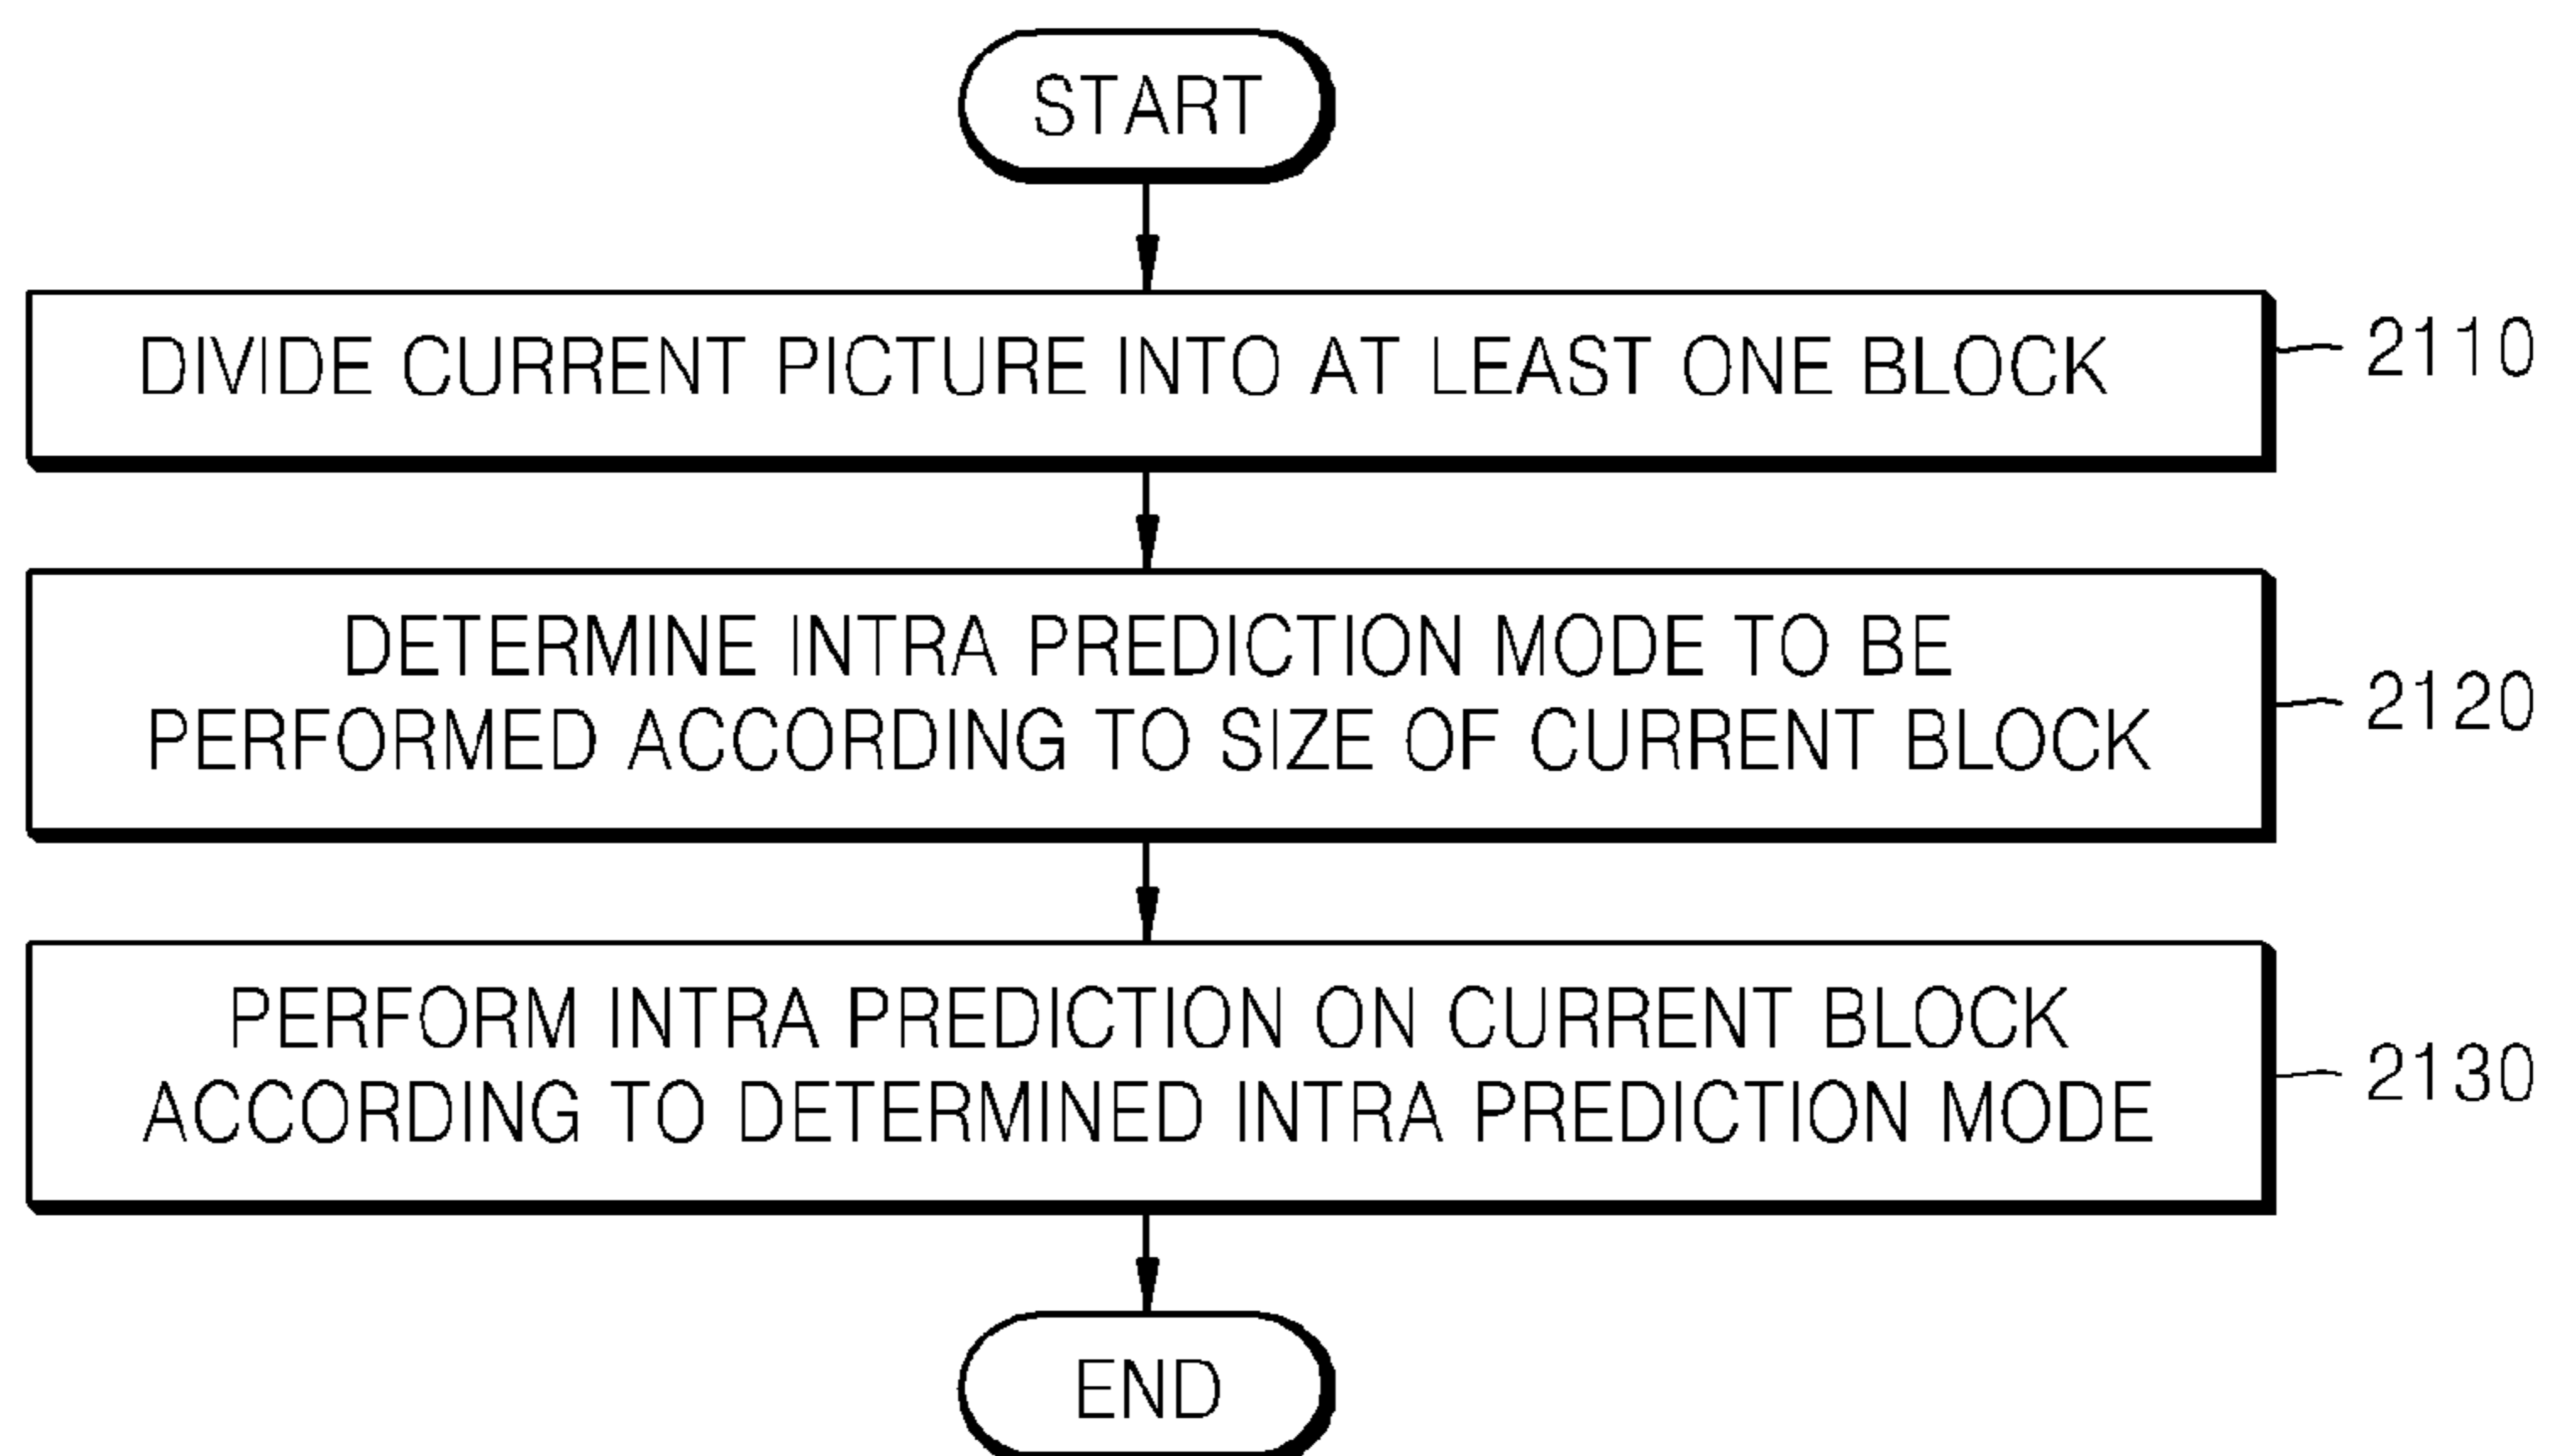 START
DIVIDE CURRENT PICTURE INTO AT LEAST ONE BLOCK
2110
DETERMINE INTRA PREDICTION MODE TO BE
PERFORMED ACCORDING TO SIZE OF CURRENT BLOCK
2120
PERFORM INTRA PREDICTION ON CURRENT BLOCK
ACCORDING TO DETERMINED INTRA PREDICTION MODE
2130
END